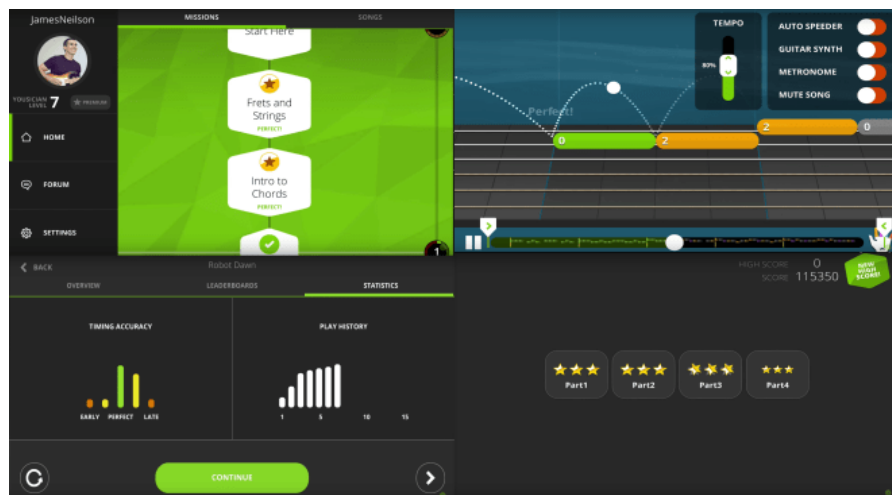 JamesNeilson
YOUSICIAN
LEVEL 7
PREMIUM
HOME
FORUM
SETTINGS
MISSIONS
SONGS
Start Here
Frets and
Strings
PERFECT!
Intro to
Chords
PERFECT!
1
TEMPO
80%
AUTO SPEEDER
GUITAR SYNTH
METRONOME
MUTE SONG
Perfect!
0
2
2
0
BACK
Robot Dawn
OVERVIEW
LEADERBOARDS
STATISTICS
TIMING ACCURACY
EARLY PERFECT LATE
PLAY HISTORY
1 5 10 15
CONTINUE
HIGH SCORE 0
SCORE 115350
NEW
HIGH
SCORE!
Part1
Part2
Part3
Part4